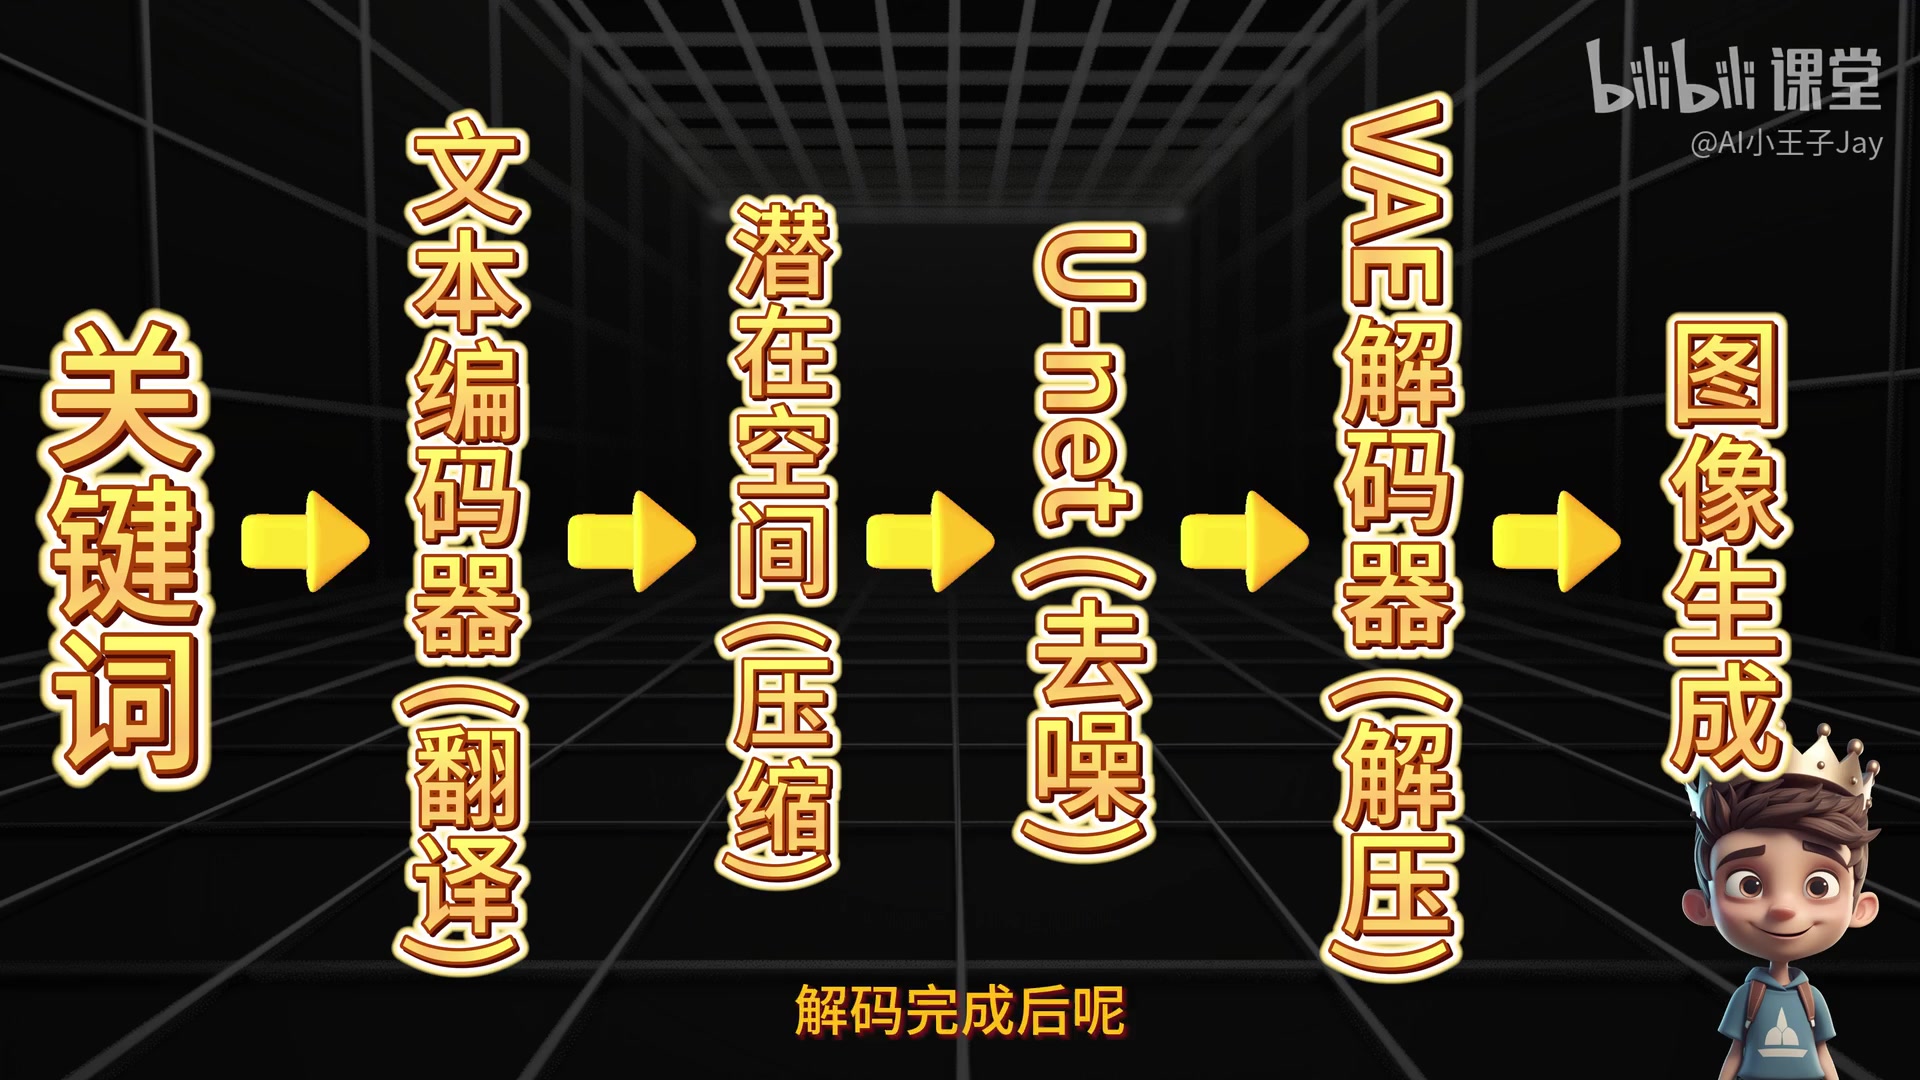 bilibili 课堂
@AI小王子Jay
关键词
文本编码器(翻译)
潜在空间(压缩)
U-net(去噪)
VAE解码器(解压)
图像生成
解码完成后呢